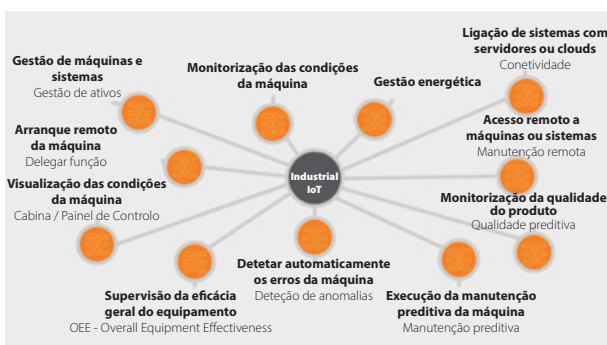 Gestão de máquinas e
sistemas
Gestão de ativos
Monitorização das condições
da máquina
Gestão energética
Ligação de sistemas com
servidores ou clouds
Conetividade
Arranque remoto
da máquina
Delegar função
Acesso remoto a
máquinas ou sistemas
Manutenção remota
Industrial
IoT
Visualização das condições
da máquina
Cabina / Painel de Controlo
Monitorização da qualidade
do produto
Qualidade preditiva
Detetar automaticamente
os erros da máquina
Deteção de anomalias
Supervisão da eficácia
geral do equipamento
OEE - Overall Equipment Effectiveness
Execução da manutenção
preditiva da máquina
Manutenção preditiva